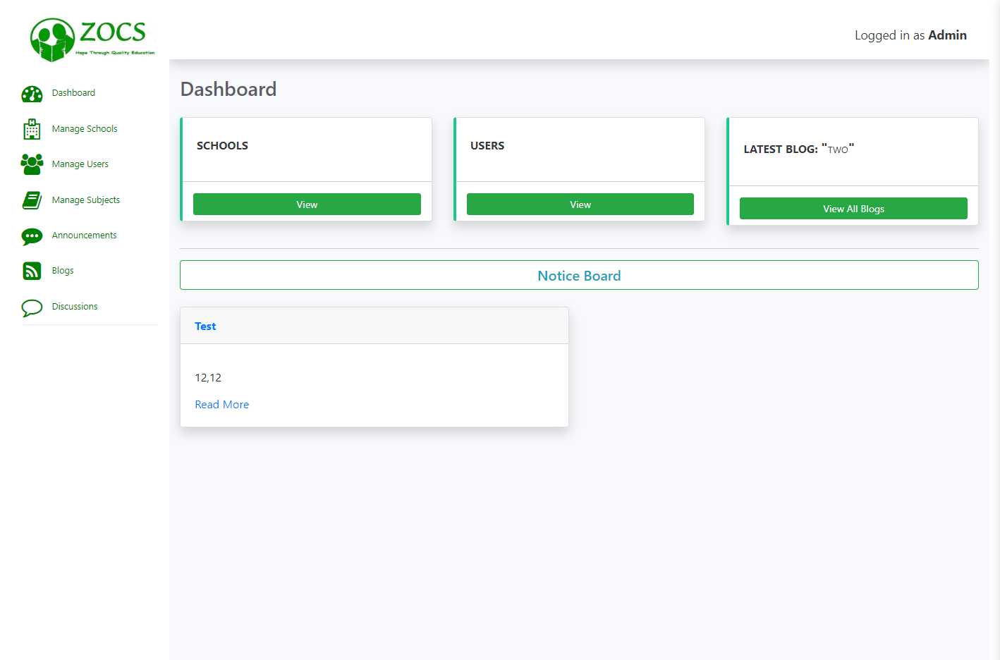 ZOCS
Hope Through Quality Education
Logged in as Admin
Dashboard
Manage Schools
Manage Users
Manage Subjects
Announcements
Blogs
Discussions
Dashboard
SCHOOLS
View
USERS
View
LATEST BLOG: "TWO"
View All Blogs
Notice Board
Test
12,12
Read More